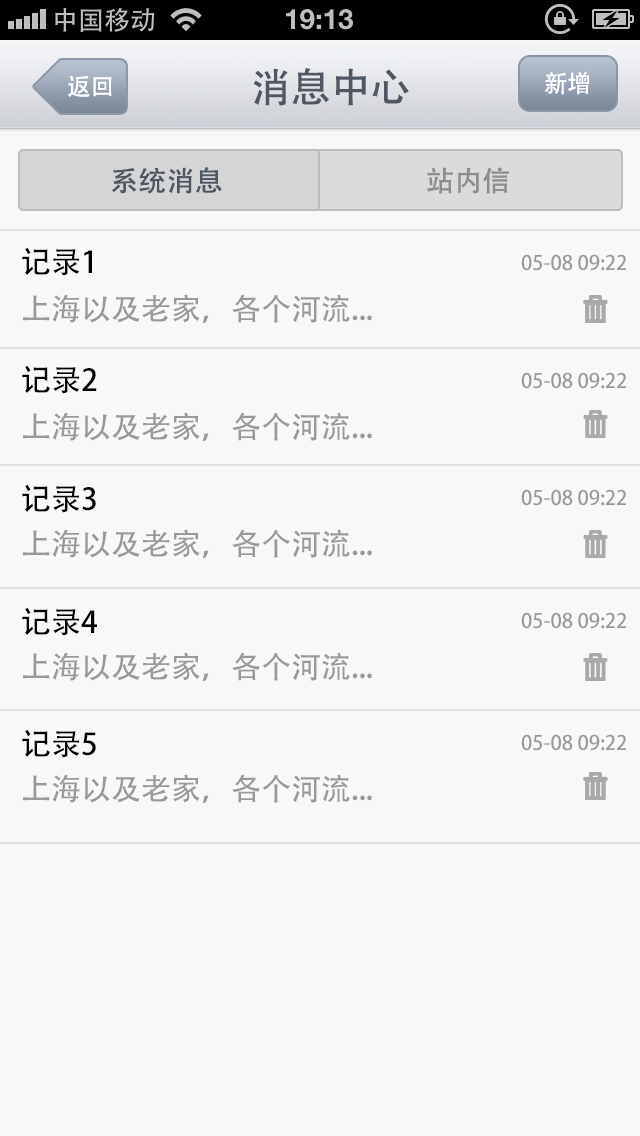 中国移动 19:13
返回 消息中心 新增
系统消息 站内信
记录1 05-08 09:22
上海以及老家，各个河流...
记录2 05-08 09:22
上海以及老家，各个河流...
记录3 05-08 09:22
上海以及老家，各个河流...
记录4 05-08 09:22
上海以及老家，各个河流...
记录5 05-08 09:22
上海以及老家，各个河流...